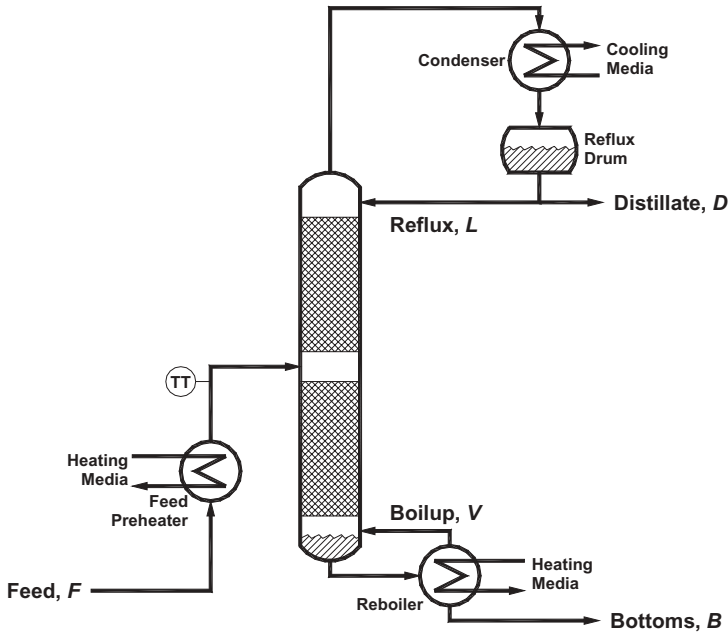 Condenser
Cooling
Media
Reflux
Drum
Distillate, D
Reflux, L
TT
Heating
Media
Feed
Preheater
Boilup, V
Feed, F
Heating
Media
Reboiler
Bottoms, B